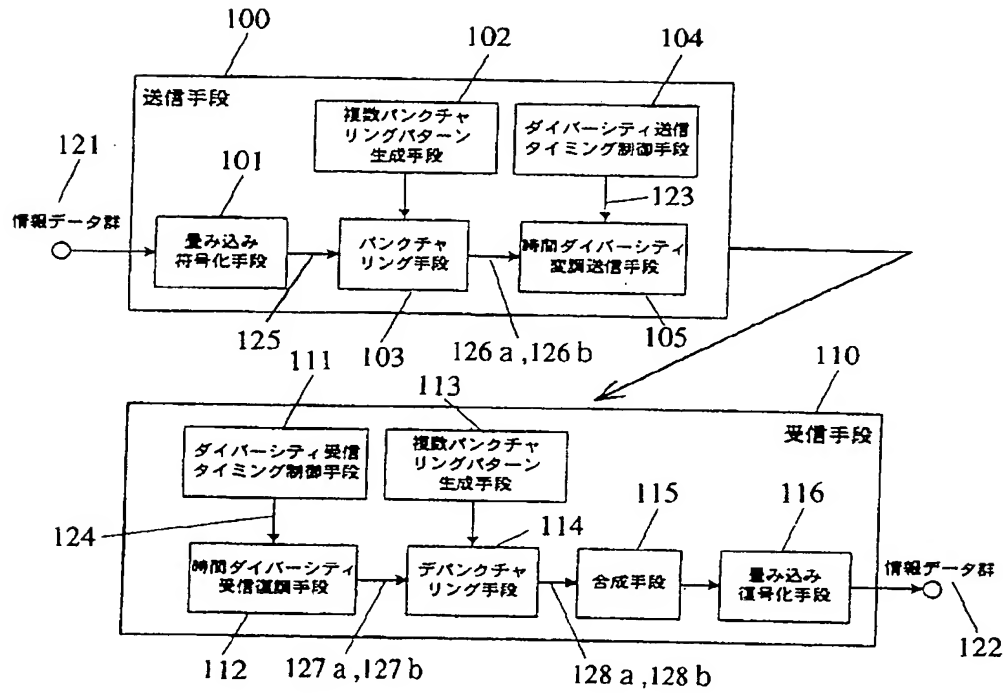 100
102
104
送信手段
複数パンクチャ
リングパターン
生成手段
ダイバーシティ送信
タイミング制御手段
121
101
123
情報データ群
畳み込み
符号化手段
パンクチャ
リング手段
時間ダイバーシティ
変調送信手段
125
103
126a,126b
105
111
113
110
受信手段
ダイバーシティ受信
タイミング制御手段
複数パンクチャ
リングパターン
生成手段
124
114
115
116
時間ダイバーシティ
受信復調手段
デパンクチャ
リング手段
合成手段
畳み込み
復号化手段
情報データ群
112
127a,127b
128a,128b
122